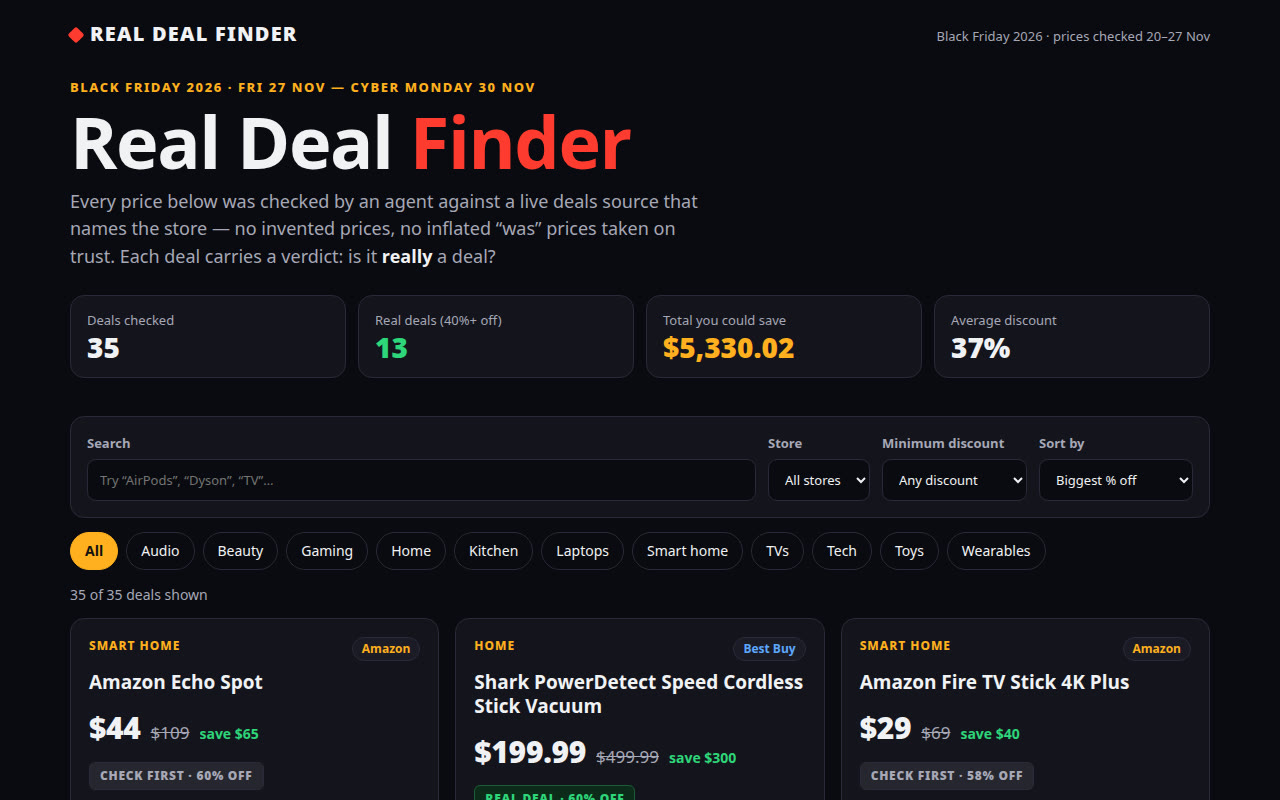 REAL DEAL FINDER
Black Friday 2026 · prices checked 20–27 Nov
BLACK FRIDAY 2026 · FRI 27 NOV — CYBER MONDAY 30 NOV
Real Deal Finder
Every price below was checked by an agent against a live deals source that
names the store — no invented prices, no inflated “was” prices taken on
trust. Each deal carries a verdict: is it really a deal?
Deals checked
35
Real deals (40%+ off)
13
Total you could save
$5,330.02
Average discount
37%
Search
Try “AirPods”, “Dyson”, “TV”…
Store
All stores
Minimum discount
Any discount
Sort by
Biggest % off
All
Audio
Beauty
Gaming
Home
Kitchen
Laptops
Smart home
TVs
Tech
Toys
Wearables
35 of 35 deals shown
SMART HOME
Amazon
Amazon Echo Spot
$44 $109 save $65
CHECK FIRST · 60% OFF
HOME
Best Buy
Shark PowerDetect Speed Cordless
Stick Vacuum
$199.99 $499.99 save $300
REAL DEAL · 60% OFF
SMART HOME
Amazon
Amazon Fire TV Stick 4K Plus
$29 $69 save $40
CHECK FIRST · 58% OFF